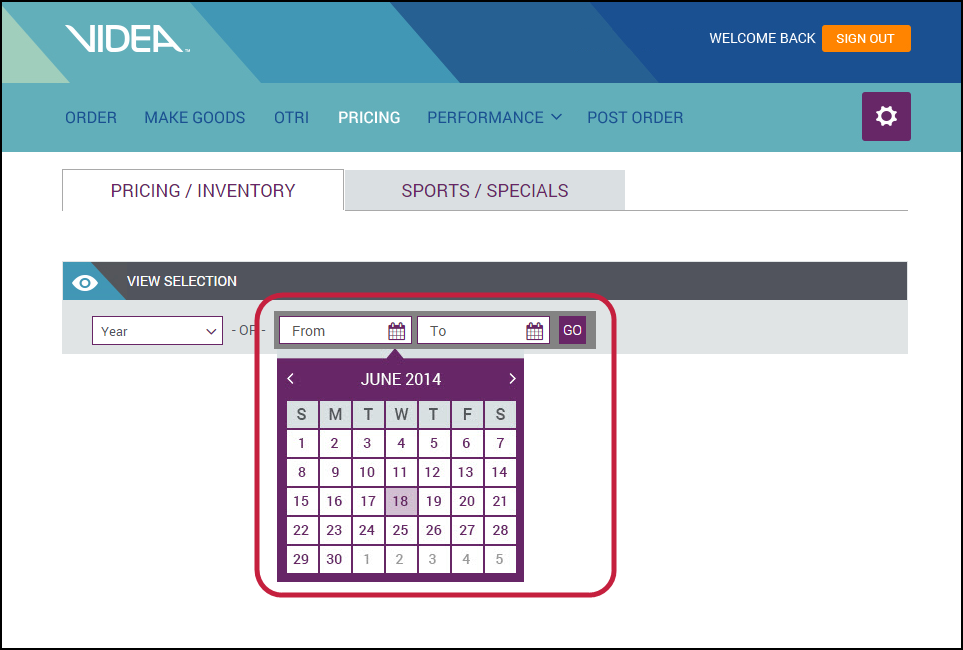 VIDEA™
WELCOME BACK SIGN OUT
ORDER MAKE GOODS OTRI PRICING PERFORMANCE POST ORDER
PRICING / INVENTORY SPORTS / SPECIALS
VIEW SELECTION
Year - OR - From To GO
JUNE 2014
S M T W T F S
1 2 3 4 5 6 7
8 9 10 11 12 13 14
15 16 17 18 19 20 21
22 23 24 25 26 27 28
29 30 1 2 3 4 5